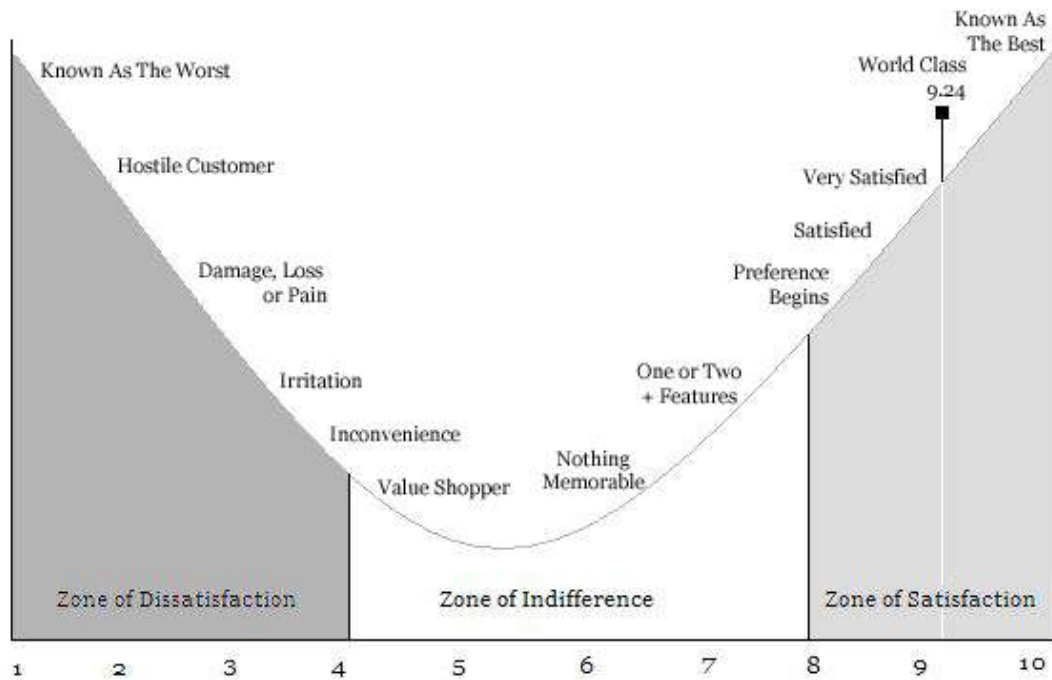 Known As
The Best
World Class
9.24
Known As The Worst
Hostile Customer
Very Satisfied
Satisfied
Damage, Loss
or Pain
Preference
Begins
Irritation
One or Two
+ Features
Inconvenience
Nothing
Memorable
Value Shopper
Zone of Dissatisfaction
Zone of Indifference
Zone of Satisfaction
1 2 3 4 5 6 7 8 9 10